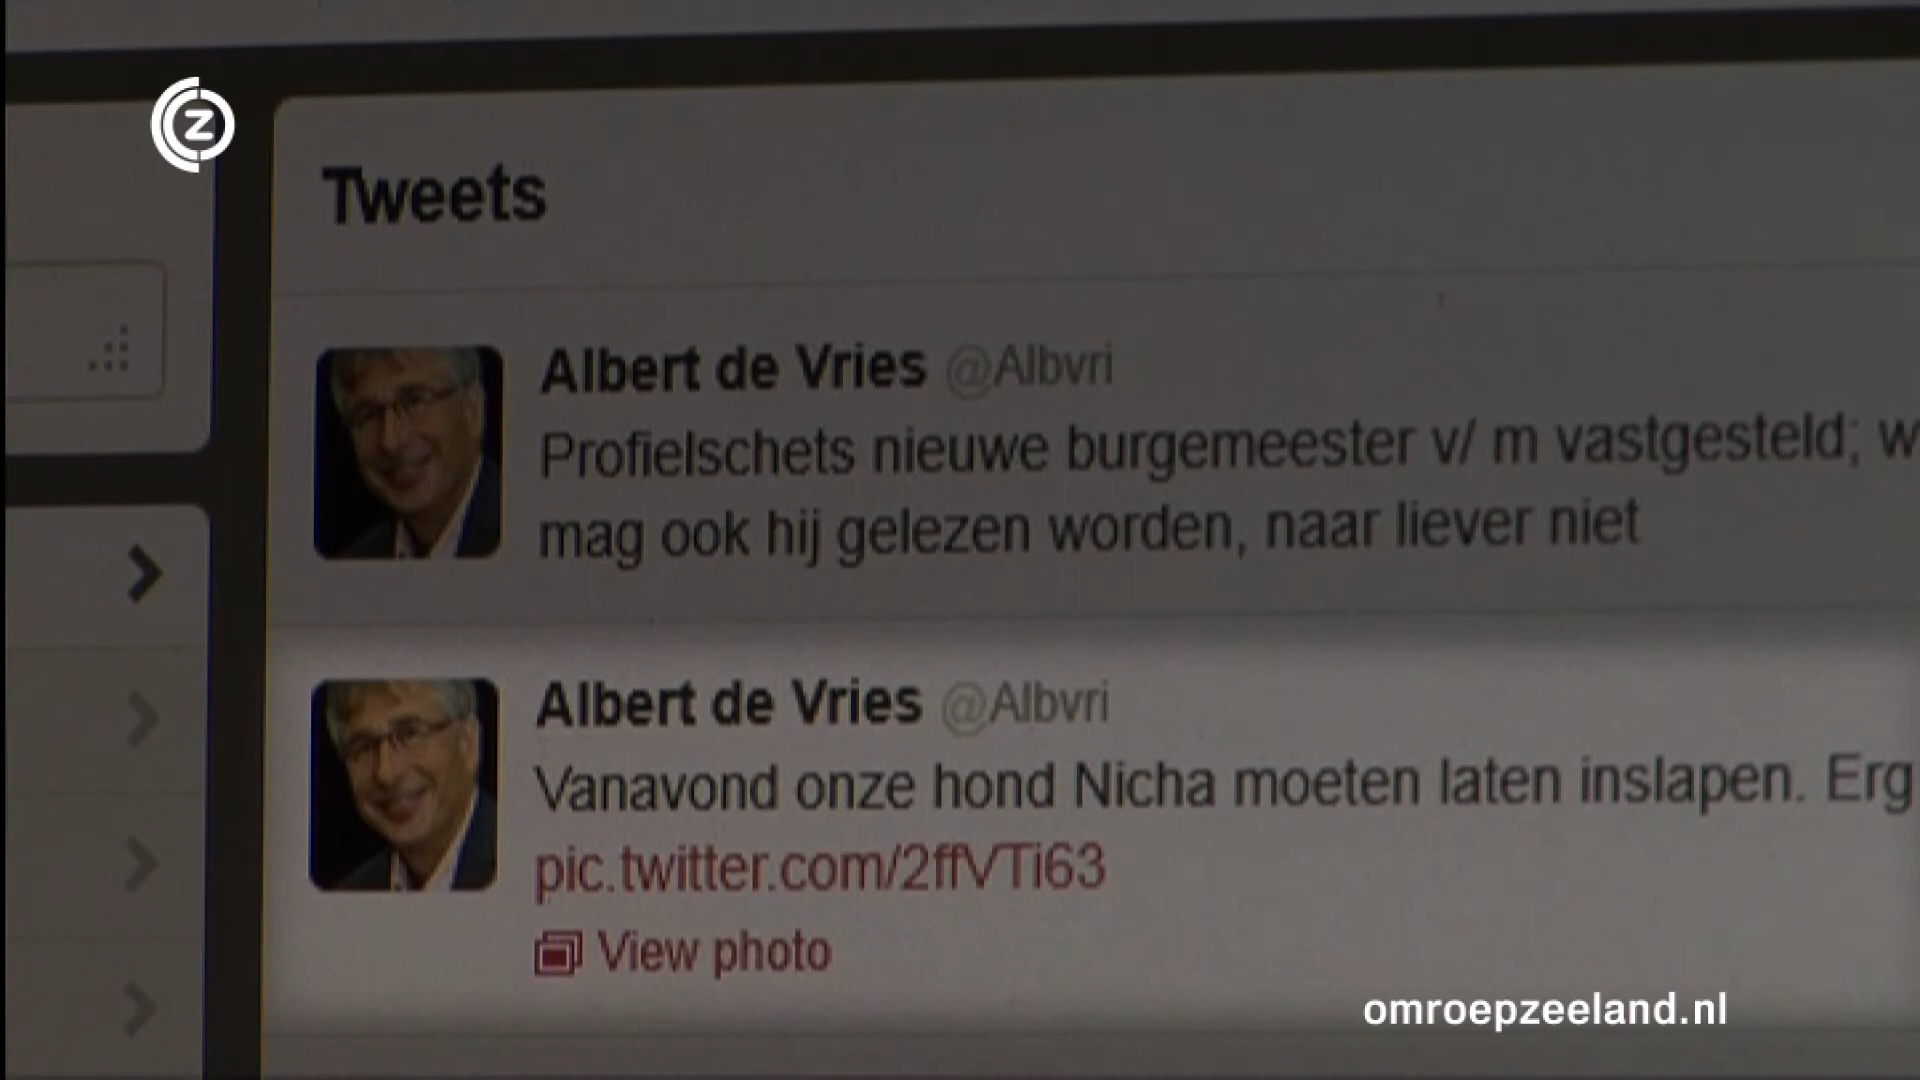 Z
Tweets
Albert de Vries @Albvri
Profielschets nieuwe burgemeester v/ m vastgesteld; w
mag ook hij gelezen worden, naar liever niet
Albert de Vries @Albvri
Vanavond onze hond Nicha moeten laten inslapen. Erg
pic.twitter.com/2ffVTi63
View photo
omroepzeeland.nl